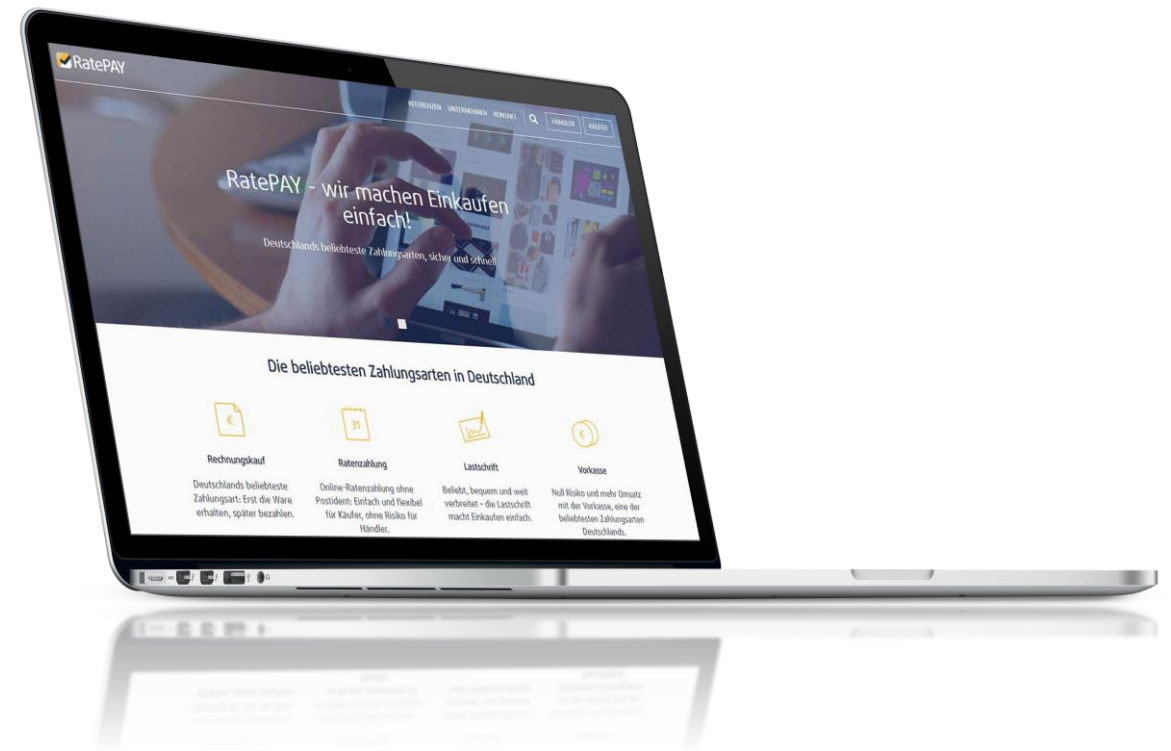 RatePAY
REFERENZEN UNTERNEHMEN KONTAKT HÄNDLER KÄUFER
RatePAY - wir machen Einkaufen
einfach!
Deutschlands beliebteste Zahlungsarten, sicher und schnell
Die beliebtesten Zahlungsarten in Deutschland
€
31
€
Rechnungskauf
Ratenzahlung
Lastschrift
Vorkasse
Deutschlands beliebteste
Zahlungsart: Erst die Ware
erhalten, später bezahlen.
Online-Ratenzahlung ohne
Postident: Einfach und flexibel
für Käufer, ohne Risiko für
Händler.
Beliebt, bequem und weit
verbreitet – die Lastschrift
macht Einkaufen einfach.
Null Risiko und mehr Umsatz
mit der Vorkasse, eine der
beliebtesten Zahlungsarten
Deutschlands.